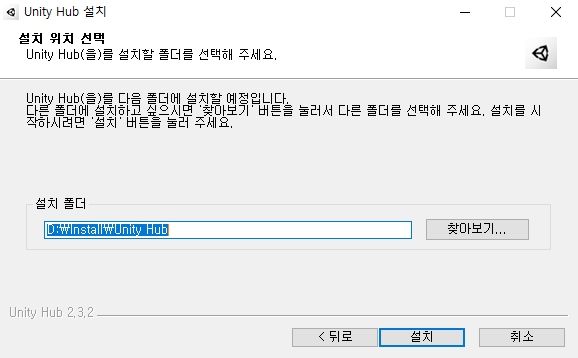 Unity Hub 설치
설치 위치 선택
Unity Hub(을)를 설치할 폴더를 선택해 주세요.
Unity Hub(을)를 다음 폴더에 설치할 예정입니다.
다른 폴더에 설치하고 싶으시면 '찾아보기' 버튼을 눌러서 다른 폴더를 선택해 주세요. 설치를 시
작하시려면 '설치' 버튼을 눌러 주세요.
설치 폴더
D:₩Install₩Unity Hub
찾아보기...
Unity Hub 2.3.2
< 뒤로
설치
취소